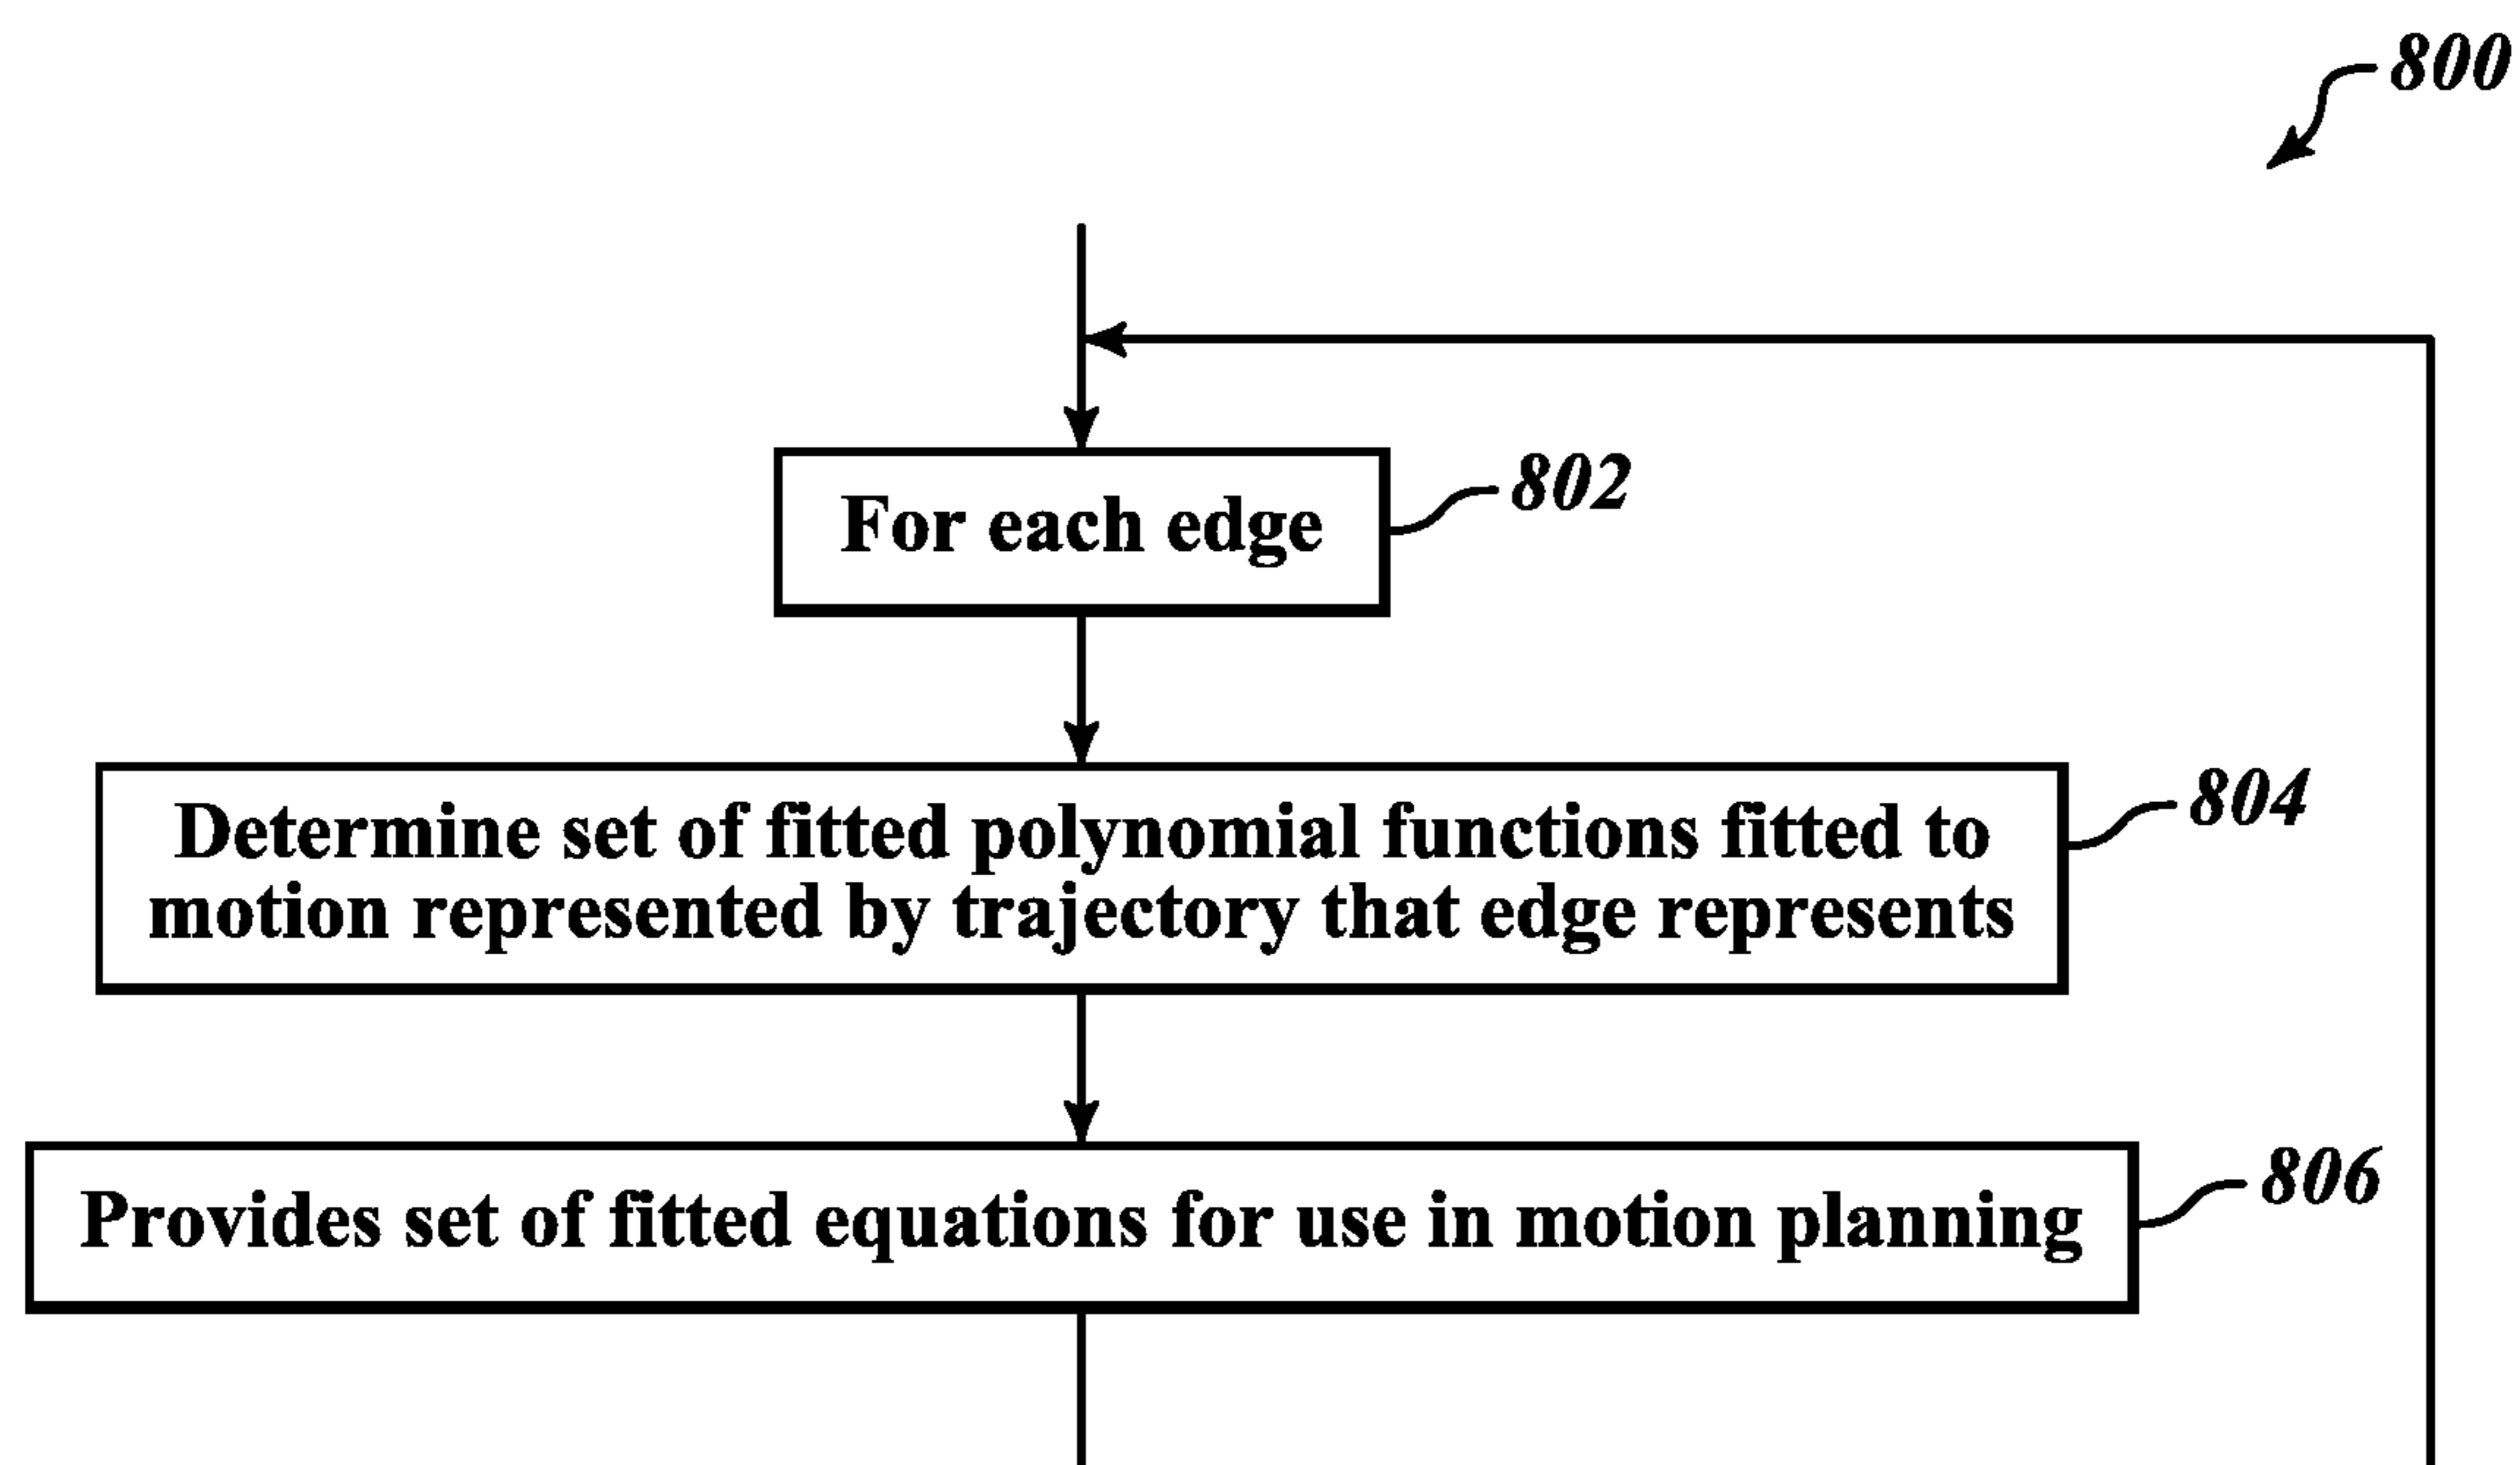 800
For each edge
802
Determine set of fitted polynomial functions fitted to
motion represented by trajectory that edge represents
804
Provides set of fitted equations for use in motion planning
806